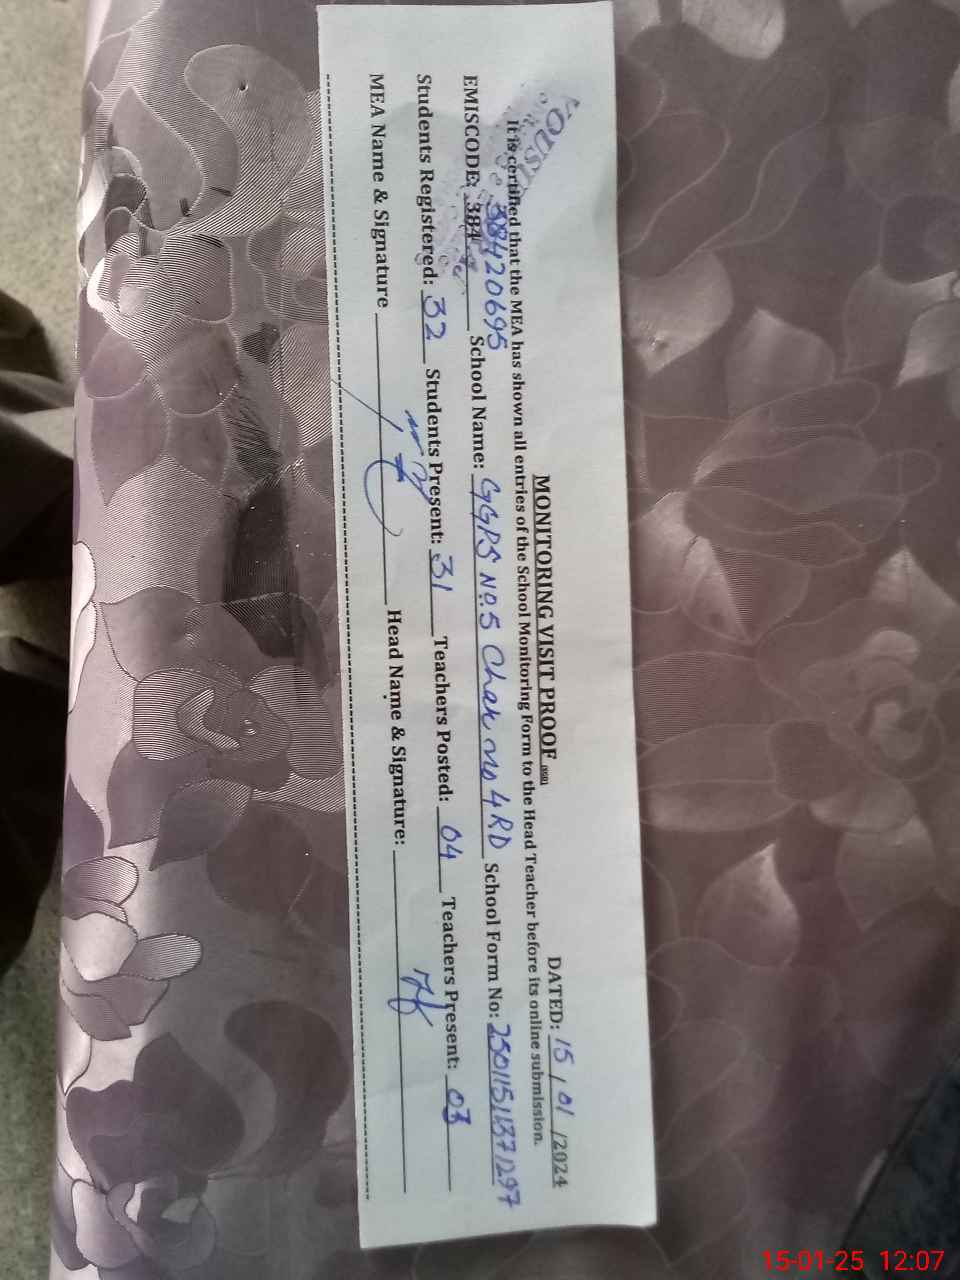 MONITORING VISIT PROOF
DATED: 15 / 01 /2024
It is certified that the MEA has shown all entries of the School Monitoring Form to the Head Teacher before its online submission.
EMISCODE: 384 38420695 School Name: GGPS NO.5 Chak no 4 RD School Form No:
Students Registered: 32 Students Present: 31 Teachers Posted: 04 Teachers Present: 03
MEA Name & Signature Head Name & Signature:
15-01-25 12:07